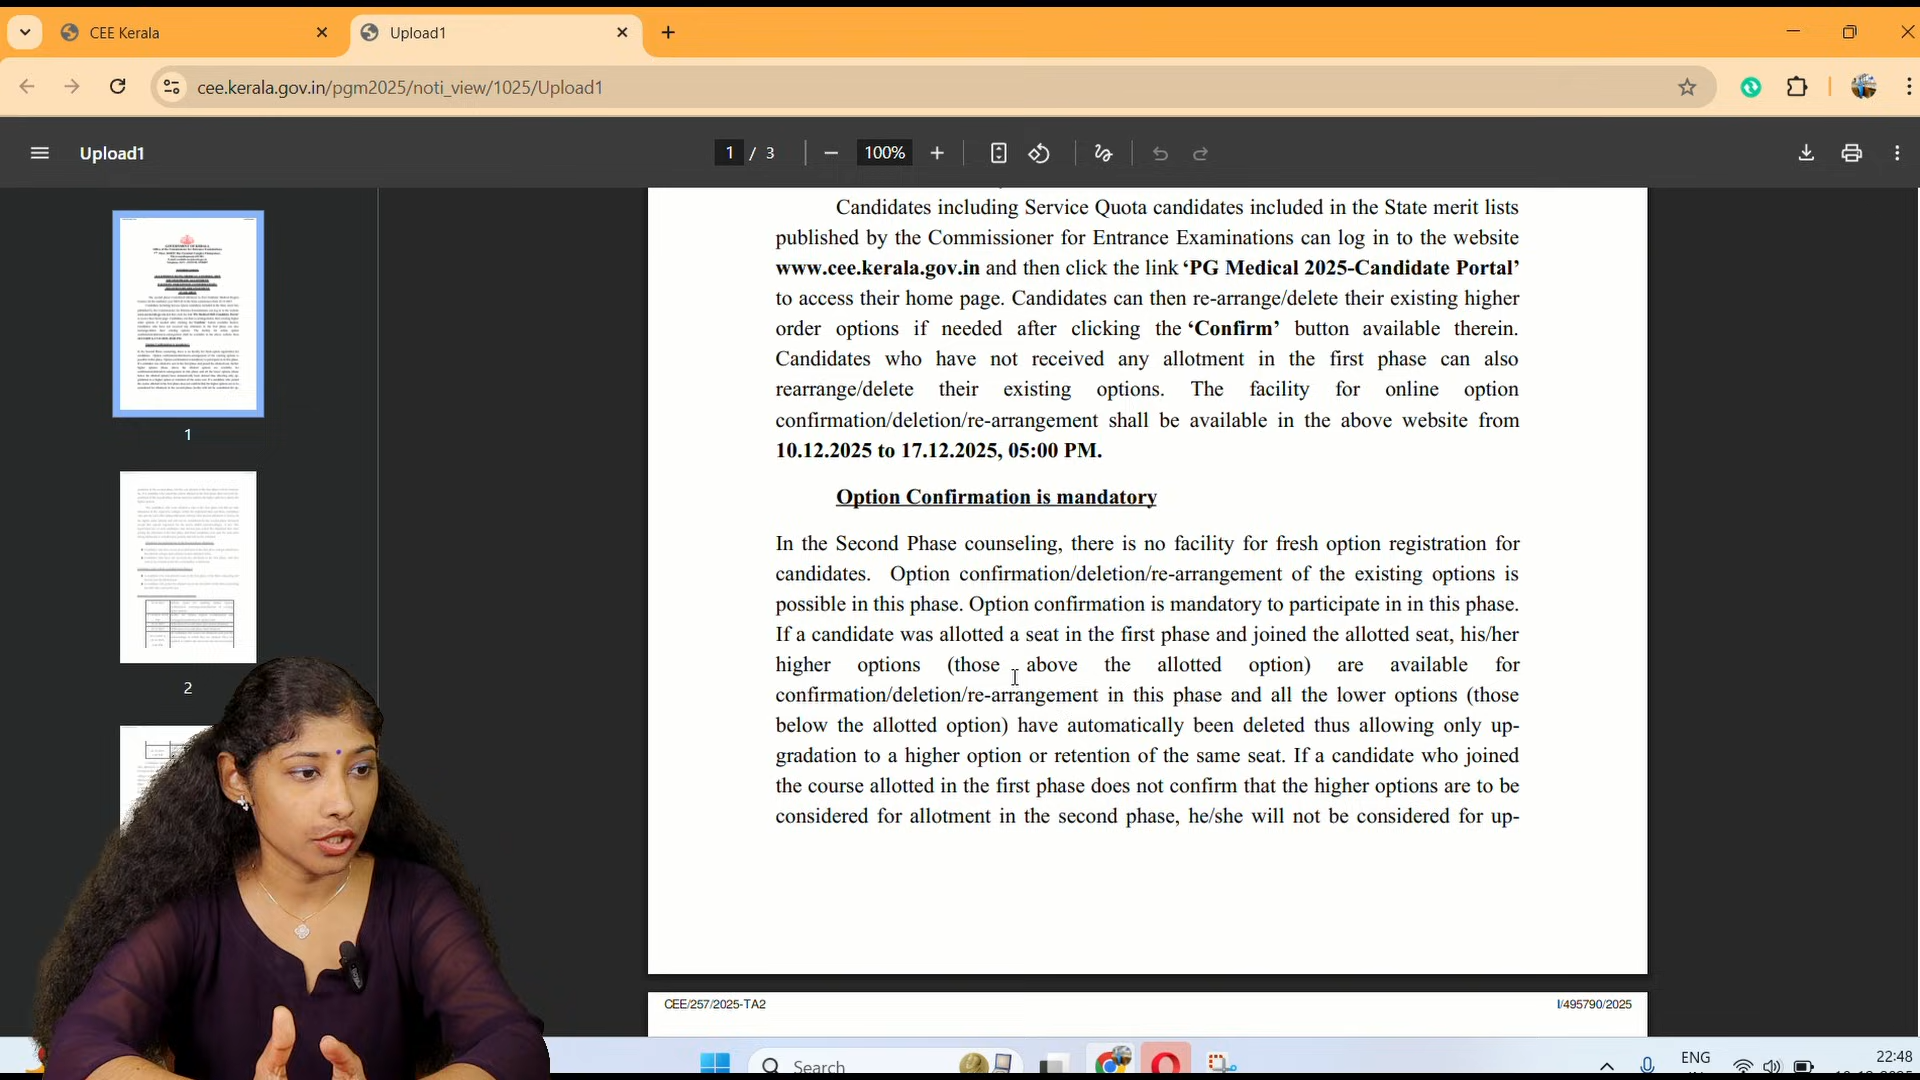 CEE Kerala
Upload1
cee.kerala.gov.in/pgm2025/noti_view/1025/Upload1
Upload1
1 / 3
100%
1
2
Candidates including Service Quota candidates included in the State merit lists
published by the Commissioner for Entrance Examinations can log in to the website
www.cee.kerala.gov.in and then click the link ‘PG Medical 2025-Candidate Portal’
to access their home page. Candidates can then re-arrange/delete their existing higher
order options if needed after clicking the ‘Confirm’ button available therein.
Candidates who have not received any allotment in the first phase can also
rearrange/delete their existing options. The facility for online option
confirmation/deletion/re-arrangement shall be available in the above website from
10.12.2025 to 17.12.2025, 05:00 PM.
Option Confirmation is mandatory
In the Second Phase counseling, there is no facility for fresh option registration for
candidates. Option confirmation/deletion/re-arrangement of the existing options is
possible in this phase. Option confirmation is mandatory to participate in in this phase.
If a candidate was allotted a seat in the first phase and joined the allotted seat, his/her
higher options (those above the allotted option) are available for
confirmation/deletion/re-arrangement in this phase and all the lower options (those
below the allotted option) have automatically been deleted thus allowing only up-
gradation to a higher option or retention of the same seat. If a candidate who joined
the course allotted in the first phase does not confirm that the higher options are to be
considered for allotment in the second phase, he/she will not be considered for up-
CEE/257/2025-TA2
I/495790/2025
Search
ENG
22:48